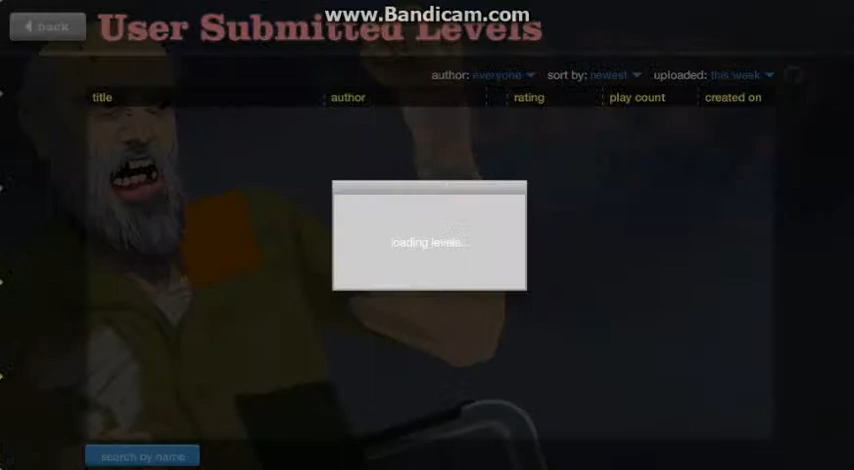 www.Bandicam.com
back
User Submitted Levels
author: everyone sort by: newest uploaded: this week
title author rating play count created on
loading levels...
search by name